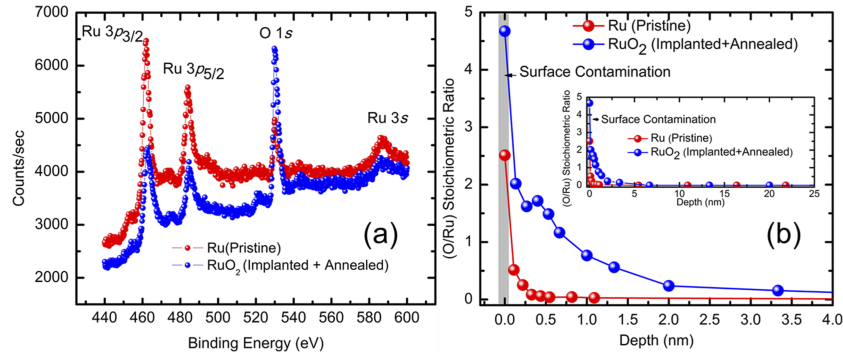 7000
6000
5000
4000
3000
2000
Counts/sec
440 460 480 500 520 540 560 580 600
Binding Energy (eV)
Ru 3p3/2
Ru 3p5/2
O 1s
Ru 3s
Ru(Pristine)
RuO2 (Implanted + Annealed)
(a)
5
4
3
2
1
0
(O/Ru) Stoichiometric Ratio
0.0 0.5 1.0 1.5 2.0 2.5 3.0 3.5 4.0
Depth (nm)
Ru (Pristine)
RuO2 (Implanted+Annealed)
Surface Contamination
(b)
5
4
3
2
1
0
(O/Ru) Stoichiometric Ratio
0 5 10 15 20 25
Depth (nm)
Surface Contamination
Ru (Pristine)
RuO2 (Implanted+Annealed)